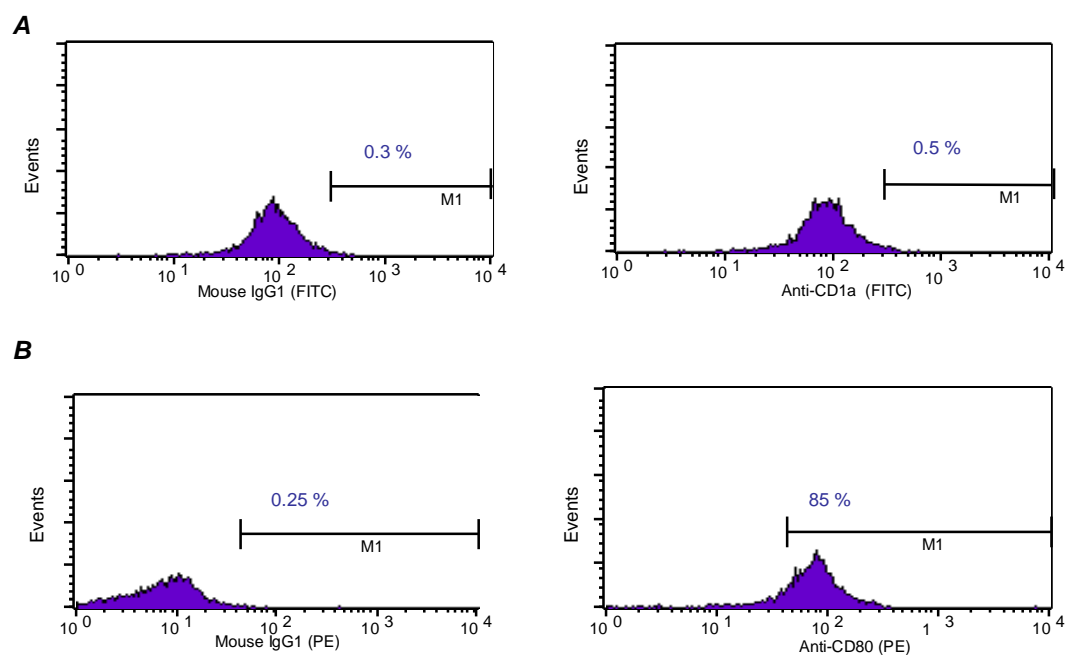 A
Events
0.3 %
M1
10 0 10 1 10 2 10 3 10 4
Mouse IgG1 (FITC)
Events
0.5 %
M1
10 0 10 1 10 2 10 3 10 4
Anti-CD1a (FITC)
B
Events
0.25 %
M1
10 0 10 1 10 2 10 3 10 4
Mouse IgG1 (PE)
Events
85 %
M1
10 0 10 1 10 2 1 3 10 4
Anti-CD80 (PE)